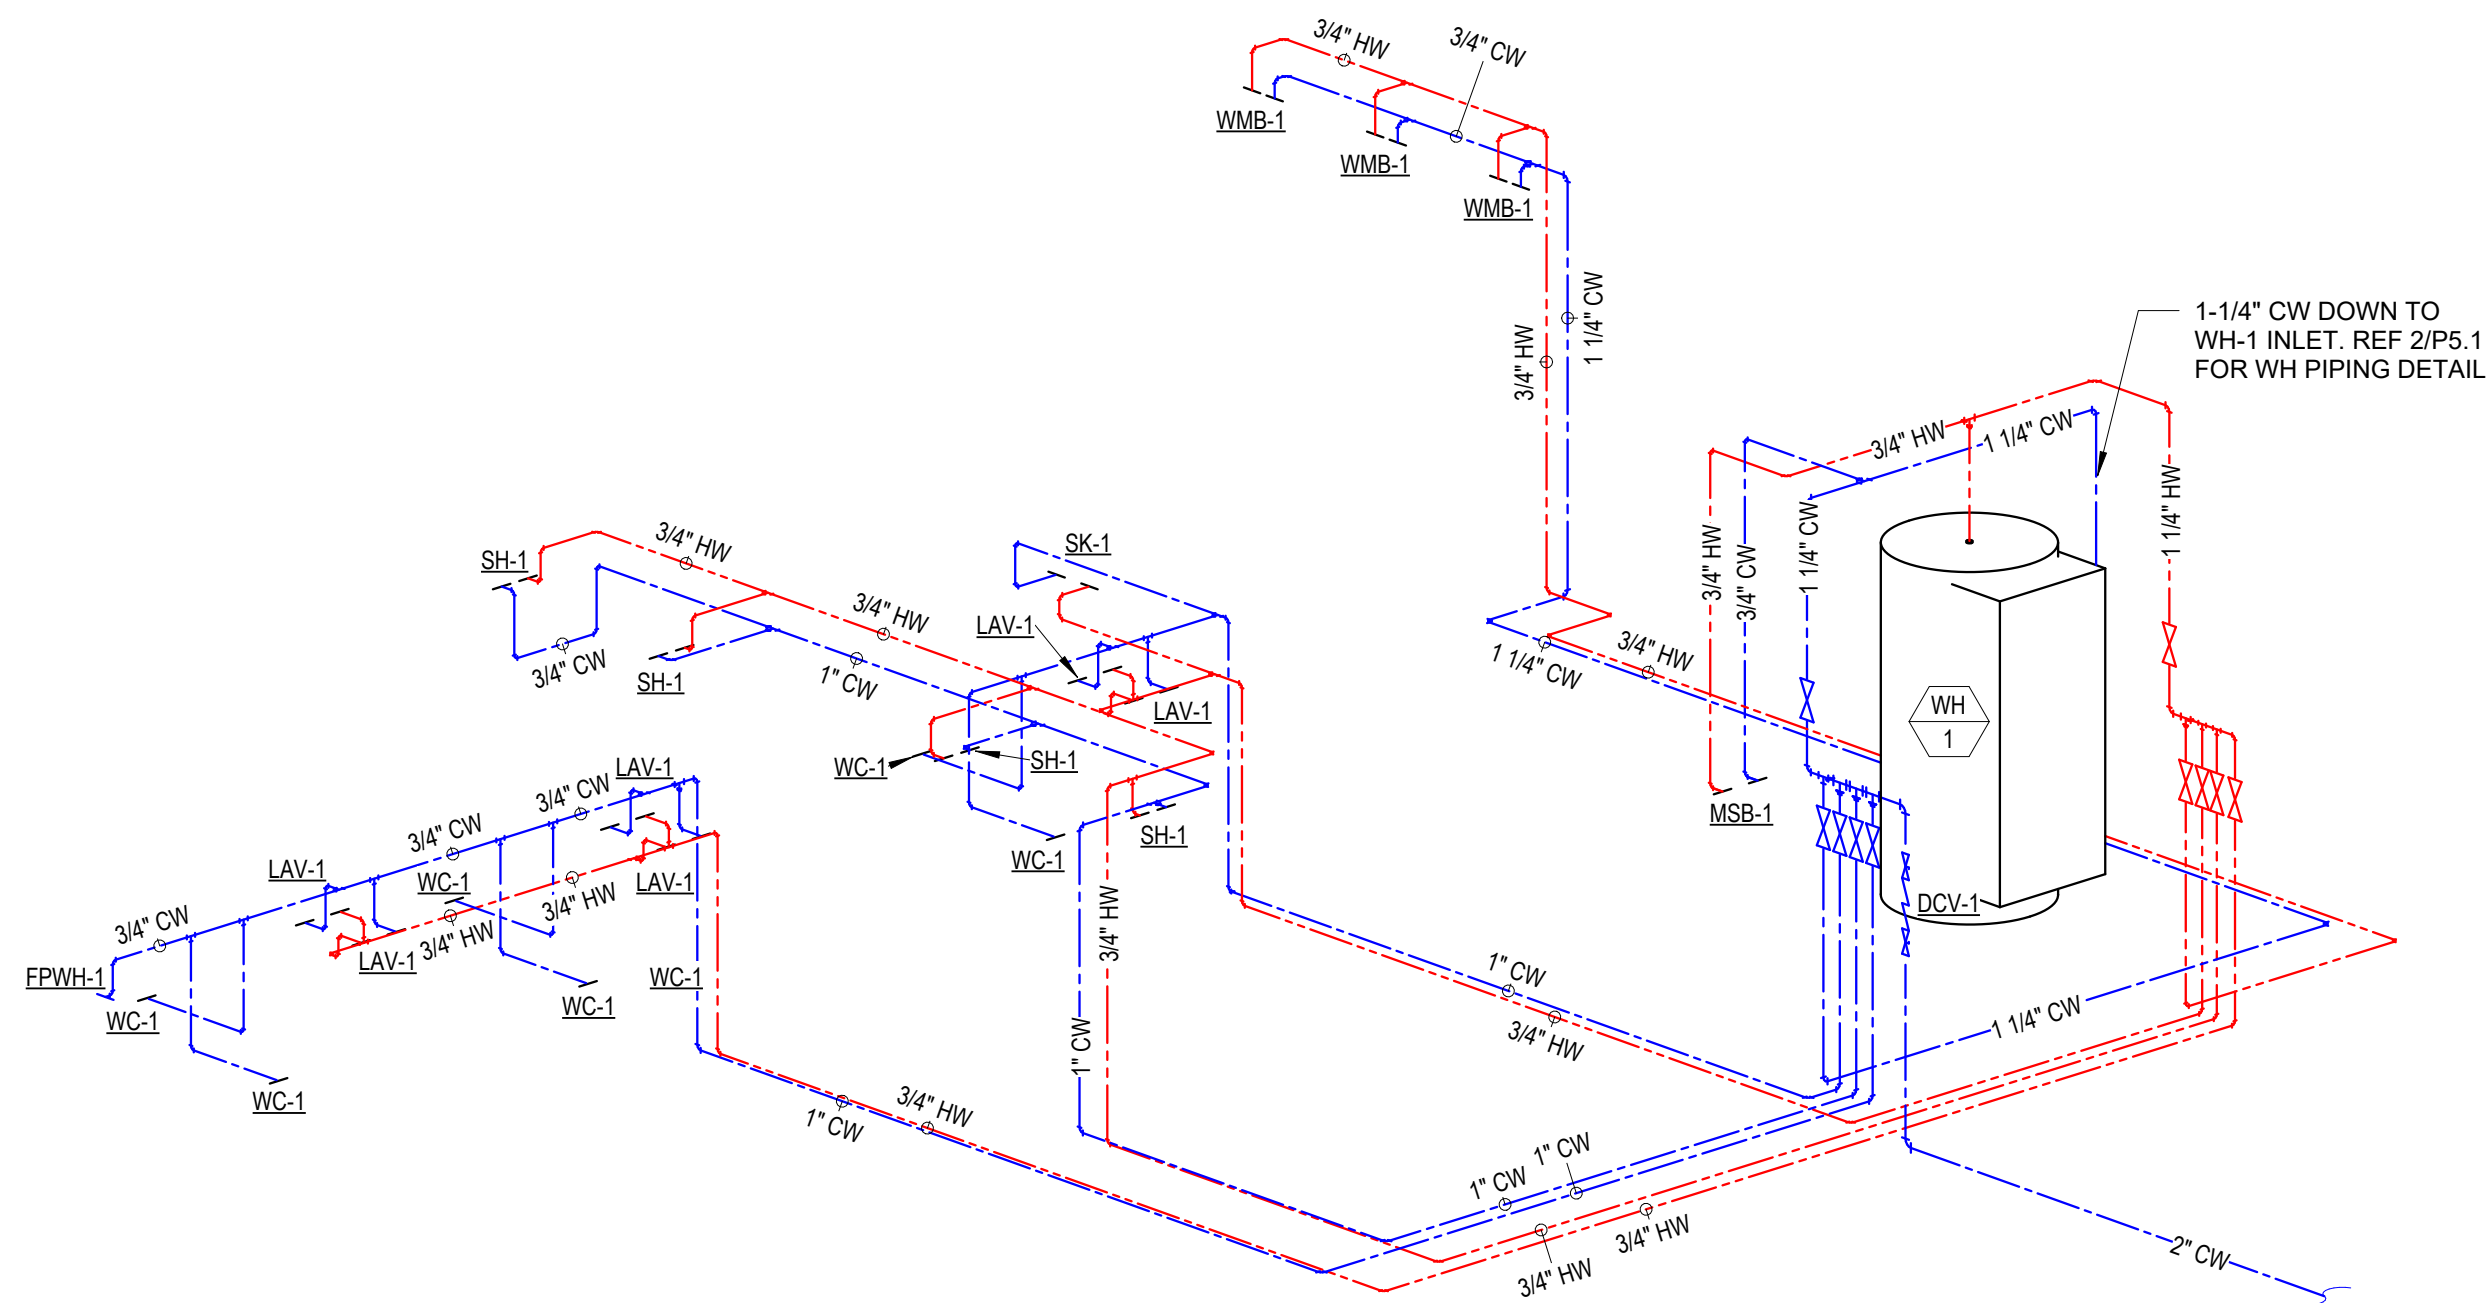 3/4" HW
3/4" CW
WMB-1
WMB-1
WMB-1
3/4" HW
1 1/4" CW
1-1/4" CW DOWN TO
WH-1 INLET. REF 2/P5.1
FOR WH PIPING DETAIL
3/4" HW
1 1/4" CW
3/4" HW
3/4" CW
1 1/4" CW
1 1/4" HW
SH-1
3/4" HW
SK-1
3/4" HW
LAV-1
3/4" CW
SH-1
1" CW
LAV-1
1 1/4" CW
3/4" HW
WH
1
WC-1
SH-1
MSB-1
LAV-1
3/4" CW
3/4" CW
WC-1
SH-1
LAV-1
WC-1
LAV-1
3/4" HW
3/4" CW
3/4" HW
LAV-1
FPWH-1
WC-1
WC-1
WC-1
WC-1
3/4" HW
1" CW
DCV-1
1" CW
3/4" HW
1 1/4" CW
1" CW
3/4" HW
1" CW
1" CW
3/4" HW
3/4" HW
2" CW